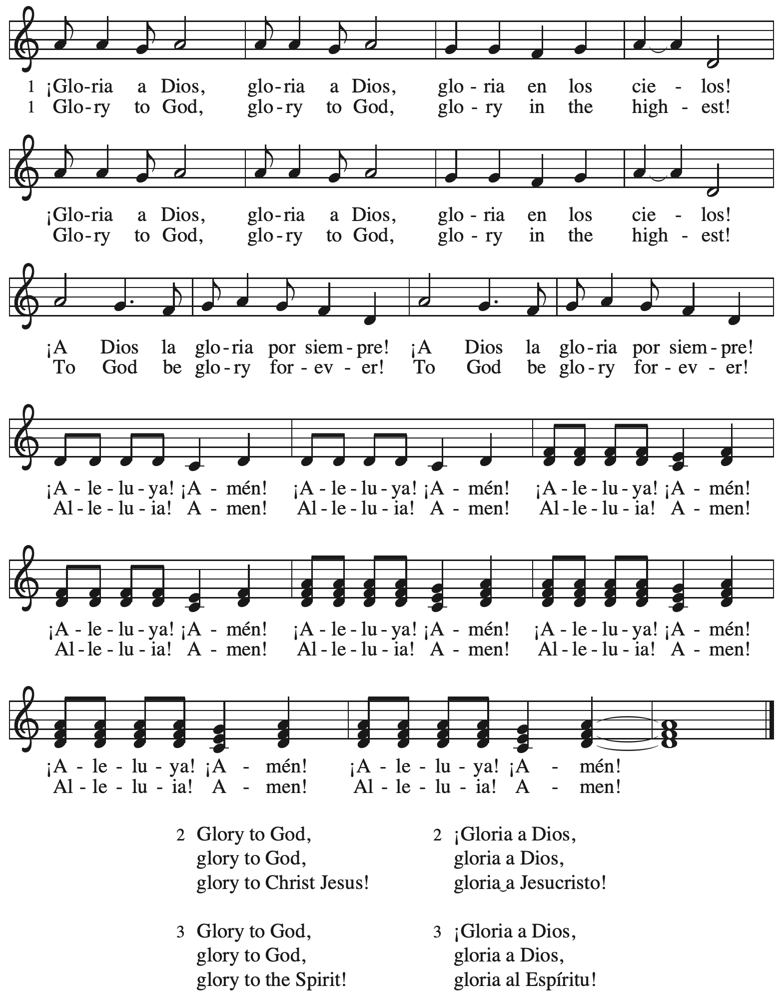 1 ¡Glo-ria a Dios, glo-ria a Dios, glo - ria en los cie - los!
1 Glo-ry to God, glo-ry to God, glo - ry in the high - est!
¡Glo-ria a Dios, glo-ria a Dios, glo - ria en los cie - los!
Glo-ry to God, glo-ry to God, glo - ry in the high - est!
¡A Dios la glo-ria por siem-pre! ¡A Dios la glo-ria por siem-pre!
To God be glo-ry for-ev-er! To God be glo-ry for-ev-er!
¡A-le-lu-ya! ¡A-mén! ¡A-le-lu-ya! ¡A-mén! ¡A-le-lu-ya! ¡A-mén!
Al-le-lu-ia! A-men! Al-le-lu-ia! A-men! Al-le-lu-ia! A-men!
¡A-le-lu-ya! ¡A-mén! ¡A-le-lu-ya! ¡A-mén! ¡A-le-lu-ya! ¡A-mén!
Al-le-lu-ia! A-men! Al-le-lu-ia! A-men! Al-le-lu-ia! A-men!
¡A-le-lu-ya! ¡A-mén! ¡A-le-lu-ya! ¡A-mén!
Al-le-lu-ia! A-men! Al-le-lu-ia! A-men!
2 Glory to God,
glory to God,
glory to Christ Jesus!
3 Glory to God,
glory to God,
glory to the Spirit!
2 ¡Gloria a Dios,
gloria a Dios,
gloria‿a Jesucristo!
3 ¡Gloria a Dios,
gloria a Dios,
gloria al Espíritu!